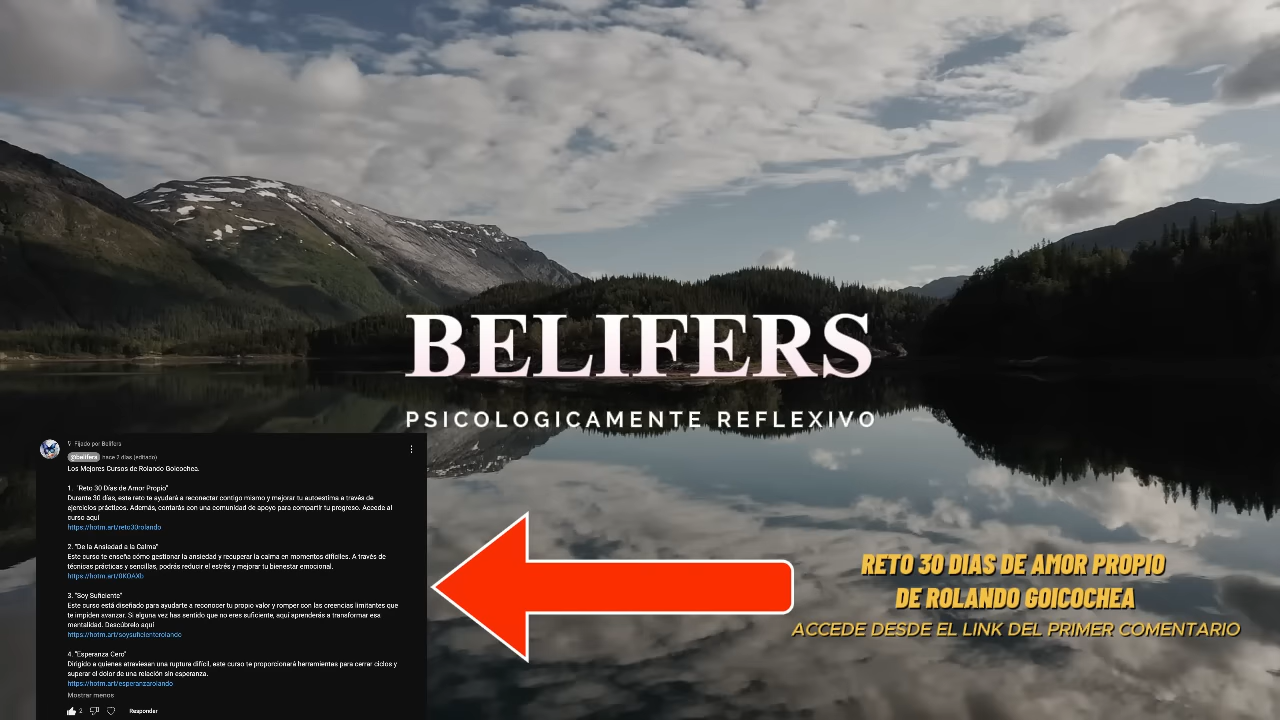 BELIFERS
PSICOLOGICAMENTE REFLEXIVO
Fijado por Belifers
@belifers hace 2 días (editado)
Los Mejores Cursos de Rolando Goicochea.
1. "Reto 30 Días de Amor Propio"
Durante 30 días, este reto te ayudará a reconectar contigo mismo y mejorar tu autoestima a través de
ejercicios prácticos. Además, contarás con una comunidad de apoyo para compartir tu progreso. Accede al
curso aquí
https://hotm.art/reto30rolando
2. "De la Ansiedad a la Calma"
Este curso te enseña cómo gestionar la ansiedad y recuperar la calma en momentos difíciles. A través de
técnicas prácticas y sencillas, podrás reducir el estrés y mejorar tu bienestar emocional.
https://hotm.art/0KOAXb
3. "Soy Suficiente"
Este curso está diseñado para ayudarte a reconocer tu propio valor y romper con las creencias limitantes que
te impiden avanzar. Si alguna vez has sentido que no eres suficiente, aquí aprenderás a transformar esa
mentalidad. Descúbrelo aquí
https://hotm.art/soysuficienterolando
4. "Esperanza Cero"
Dirigido a quienes atraviesan una ruptura difícil, este curso te proporcionará herramientas para cerrar ciclos y
superar el dolor de una relación sin esperanza.
https://hotm.art/esperanzarolando
Mostrar menos
2 Responder
RETO 30 DIAS DE AMOR PROPIO
DE ROLANDO GOICOCHEA
ACCEDE DESDE EL LINK DEL PRIMER COMENTARIO